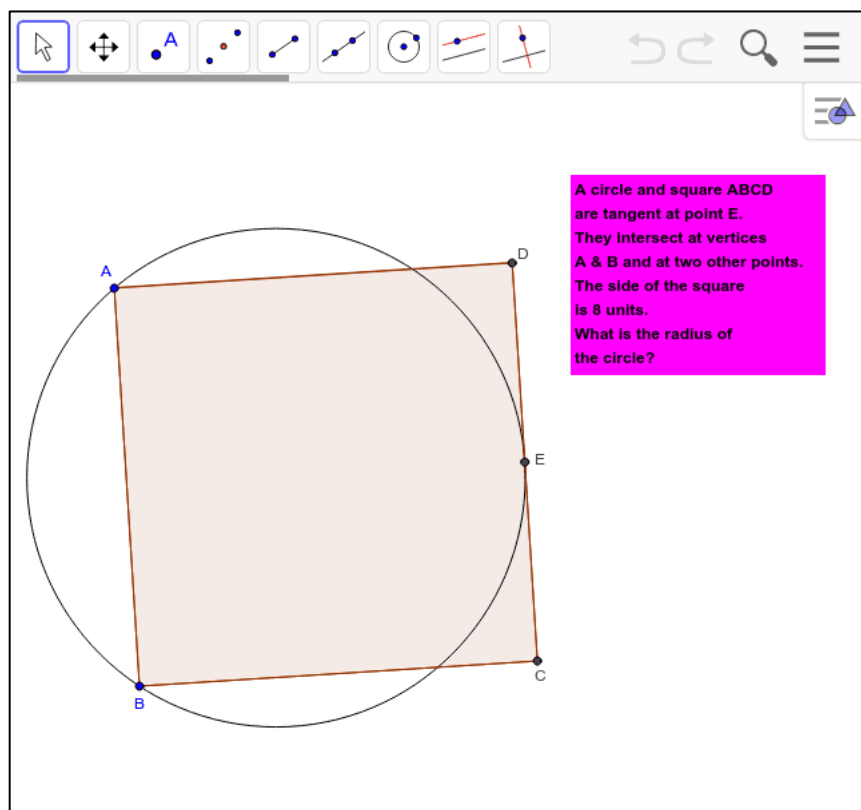 A
A circle and square ABCD
are tangent at point E.
They intersect at vertices
A & B and at two other points.
The side of the square
is 8 units.
What is the radius of
the circle?
A
D
E
C
B